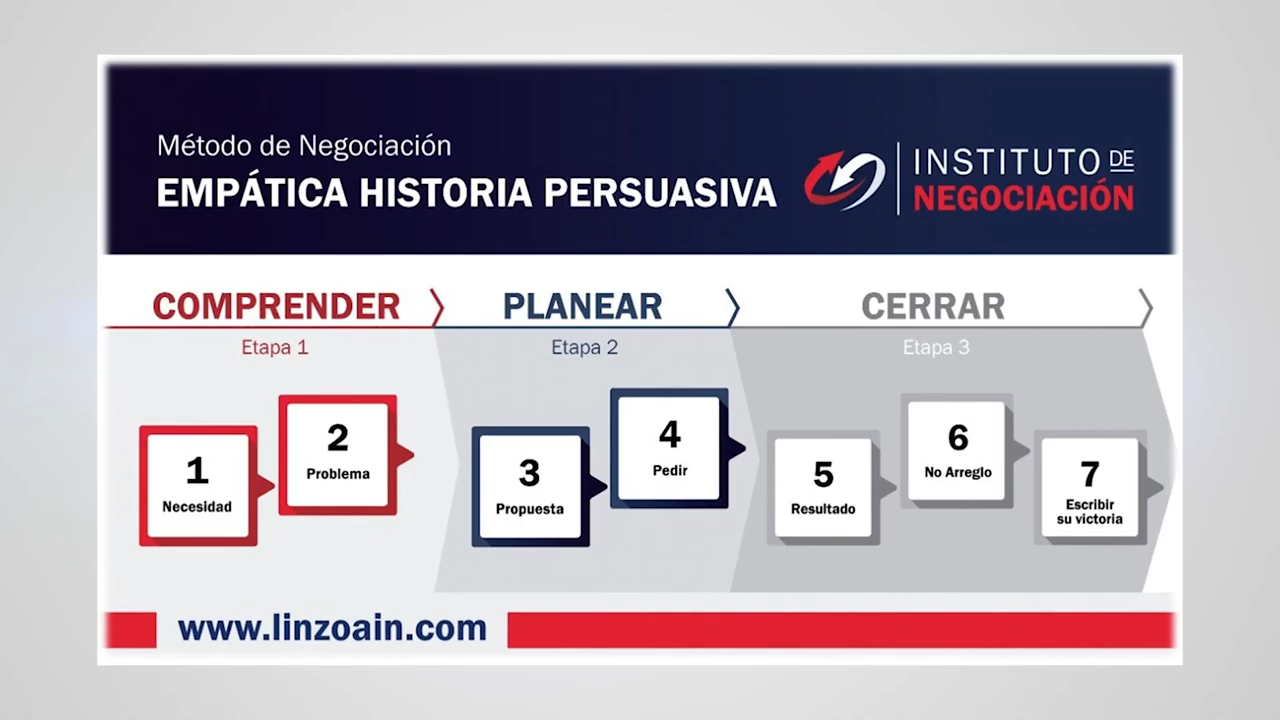 Método de Negociación
EMPÁTICA HISTORIA PERSUASIVA
INSTITUTO DE
NEGOCIACIÓN
COMPRENDER
Etapa 1
PLANEAR
Etapa 2
CERRAR
Etapa 3
1
Necesidad
2
Problema
3
Propuesta
4
Pedir
5
Resultado
6
No Arreglo
7
Escribir
su victoria
www.linzoain.com